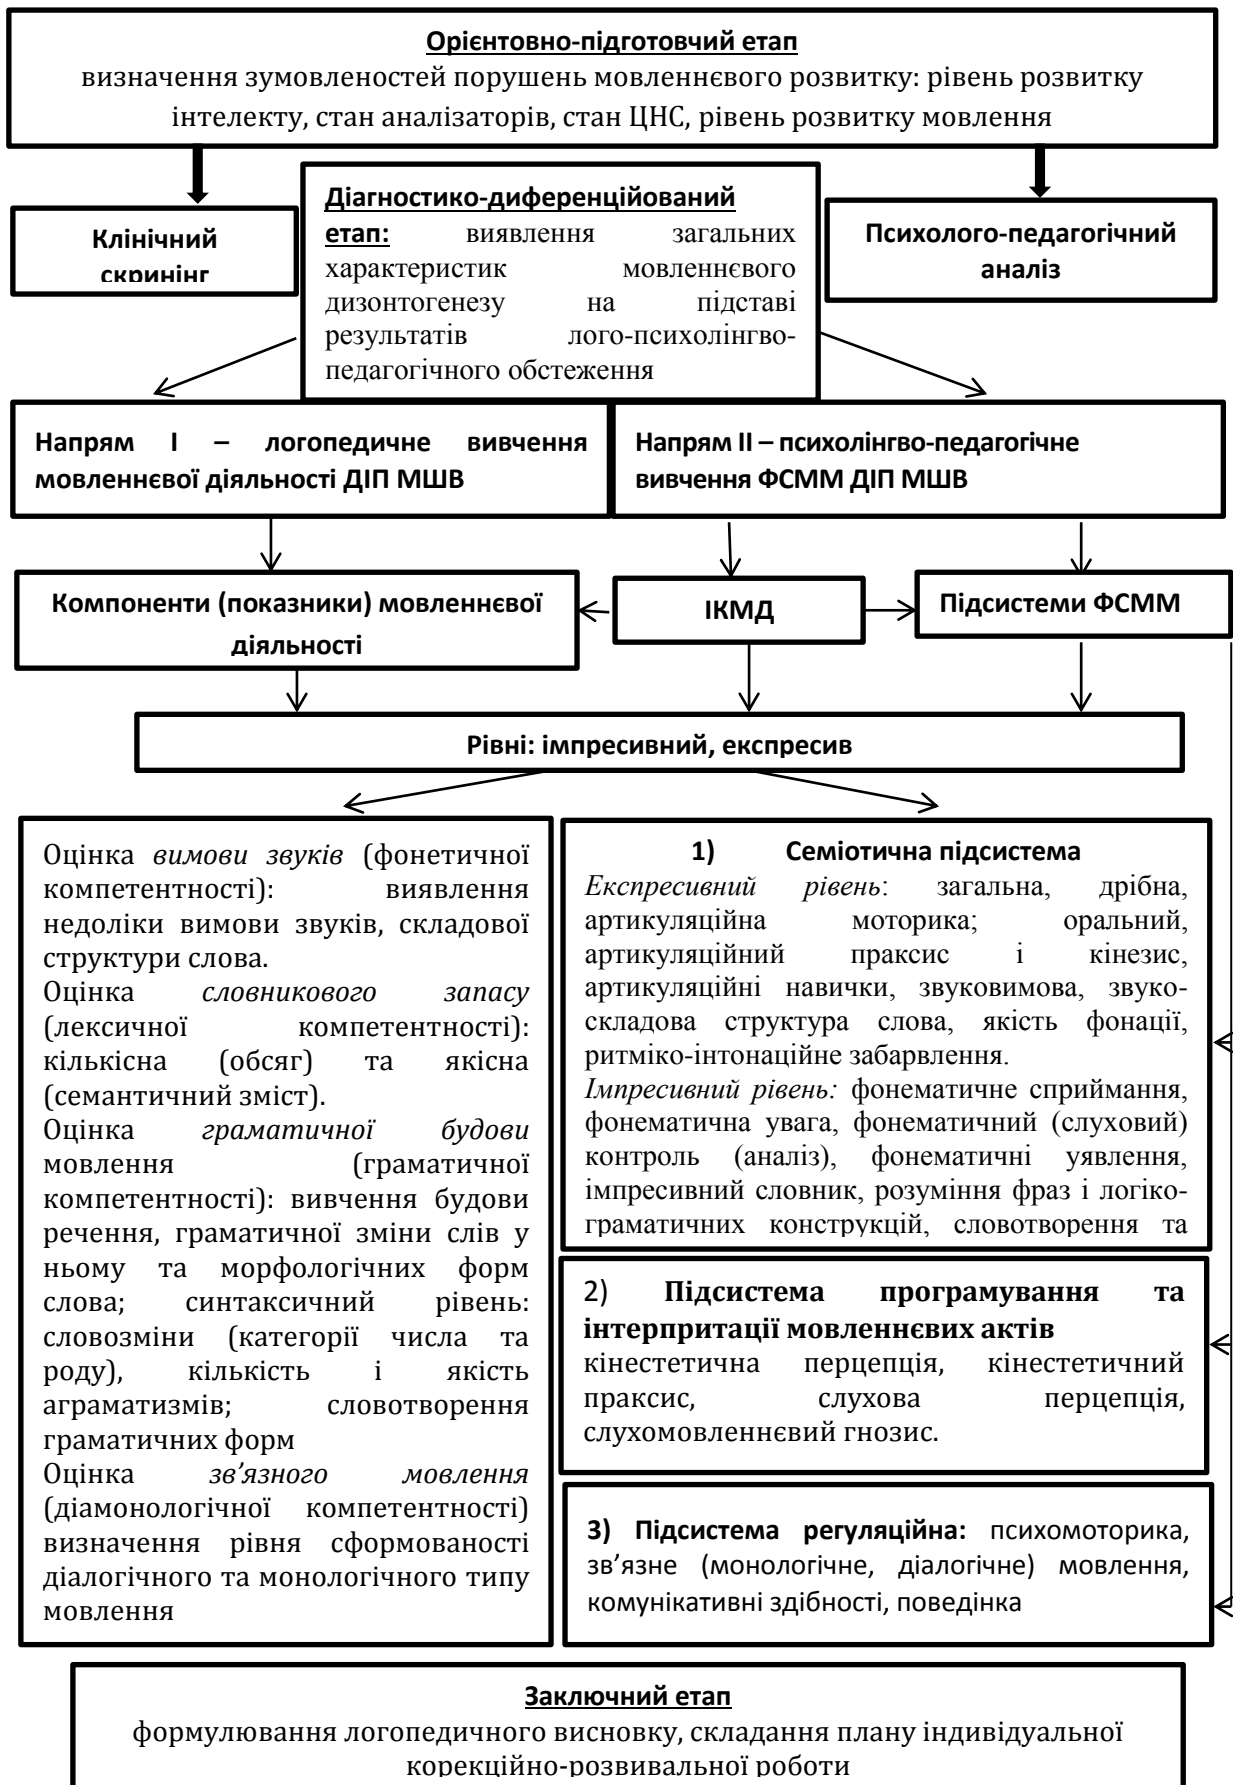 Орієнтовно-підготовчий етап
визначення зумовленостей порушень мовленнєвого розвитку: рівень розвитку
інтелекту, стан аналізаторів, стан ЦНС, рівень розвитку мовлення
Клінічний
скринінг
Діагностико-диференційований
етап: виявлення загальних
характеристик мовленнєвого
дизонтогенезу на підставі
результатів лого-психолінгво-
педагогічного обстеження
Психолого-педагогічний
аналіз
Напрям І – логопедичне вивчення
мовленнєвої діяльності ДІП МШВ
Напрям ІІ – психолінгво-педагогічне
вивчення ФСММ ДІП МШВ
Компоненти (показники) мовленнєвої
діяльності
ІКМД
Підсистеми ФСММ
Рівні: імпресивний, експресив
Оцінка вимови звуків (фонетичної
компетентності): виявлення
недоліки вимови звуків, складової
структури слова.
Оцінка словникового запасу
(лексичної компетентності):
кількісна (обсяг) та якісна
(семантичний зміст).
Оцінка граматичної будови
мовлення (граматичної
компетентності): вивчення будови
речення, граматичної зміни слів у
ньому та морфологічних форм
слова; синтаксичний рівень:
словозміни (категорії числа та
роду), кількість і якість
аграматизмів; словотворення
граматичних форм
Оцінка зв’язного мовлення
(діамонологічної компетентності)
визначення рівня сформованості
діалогічного та монологічного типу
мовлення
1) Семіотична підсистема
Експресивний рівень: загальна, дрібна,
артикуляційна моторика; оральний,
артикуляційний праксис і кінезис,
артикуляційні навички, звуковимова, звуко-
складова структура слова, якість фонації,
ритміко-інтонаційне забарвлення.
Імпресивний рівень: фонематичне сприймання,
фонематична увага, фонематичний (слуховий)
контроль (аналіз), фонематичні уявлення,
імпресивний словник, розуміння фраз і логіко-
граматичних конструкцій, словотворення та
2) Підсистема програмування та
інтерпритації мовленнєвих актів
кінестетична перцепція, кінестетичний
праксис, слухова перцепція,
слухомовленнєвий гнозис.
3) Підсистема регуляційна: психомоторика,
зв’язне (монологічне, діалогічне) мовлення,
комунікативні здібності, поведінка
Заключний етап
формулювання логопедичного висновку, складання плану індивідуальної
корекційно-розвивальної роботи